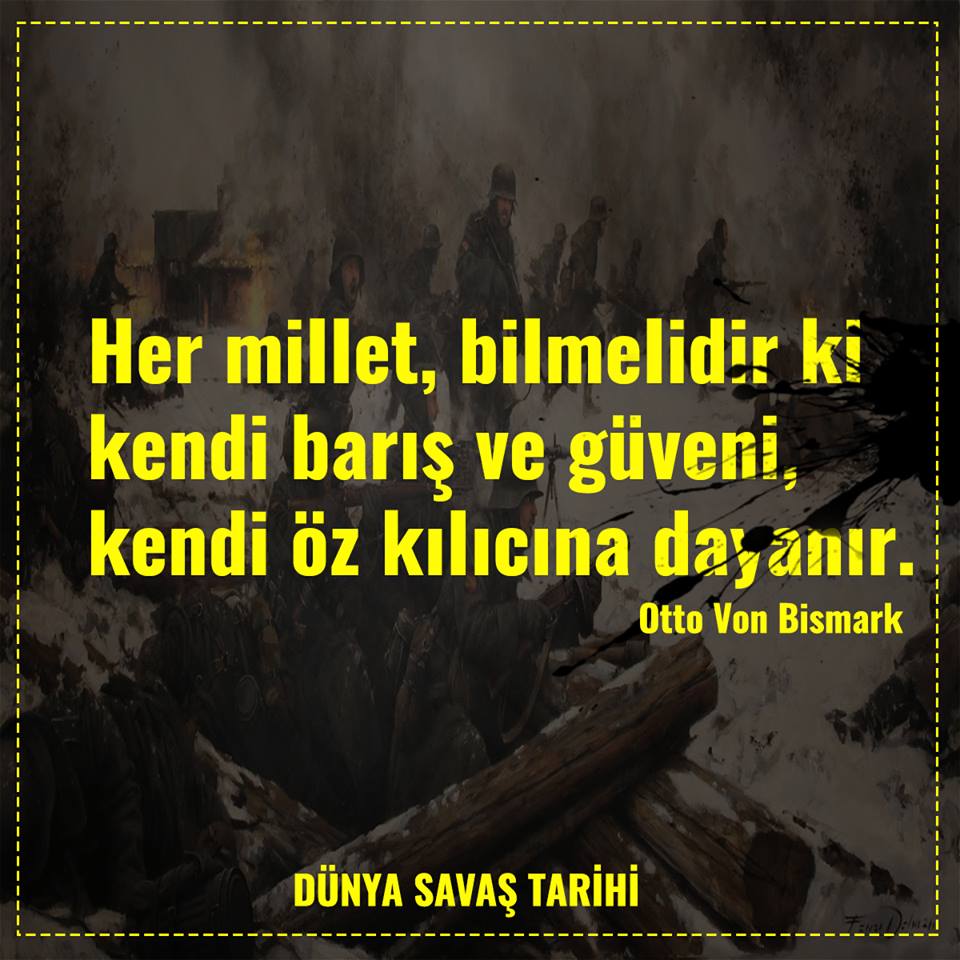 Her millet, bilmelidir ki
kendi barış ve güveni,
kendi öz kılıcına dayanır.
Otto Von Bismark
DÜNYA SAVAŞ TARİHİ